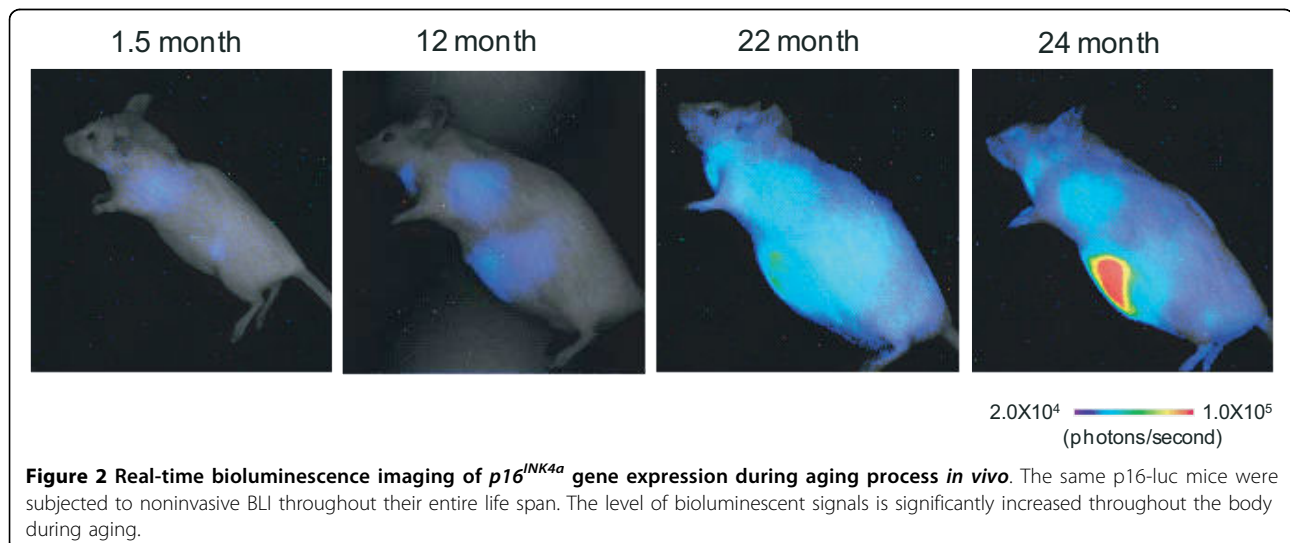 1.5 month 12 month 22 month 24 month
2.0X10⁴ 1.0X10⁵
(photons/second)
Figure 2 Real-time bioluminescence imaging of p16^INK4a gene expression during aging process in vivo. The same p16-luc mice were
subjected to noninvasive BLI throughout their entire life span. The level of bioluminescent signals is significantly increased throughout the body
during aging.